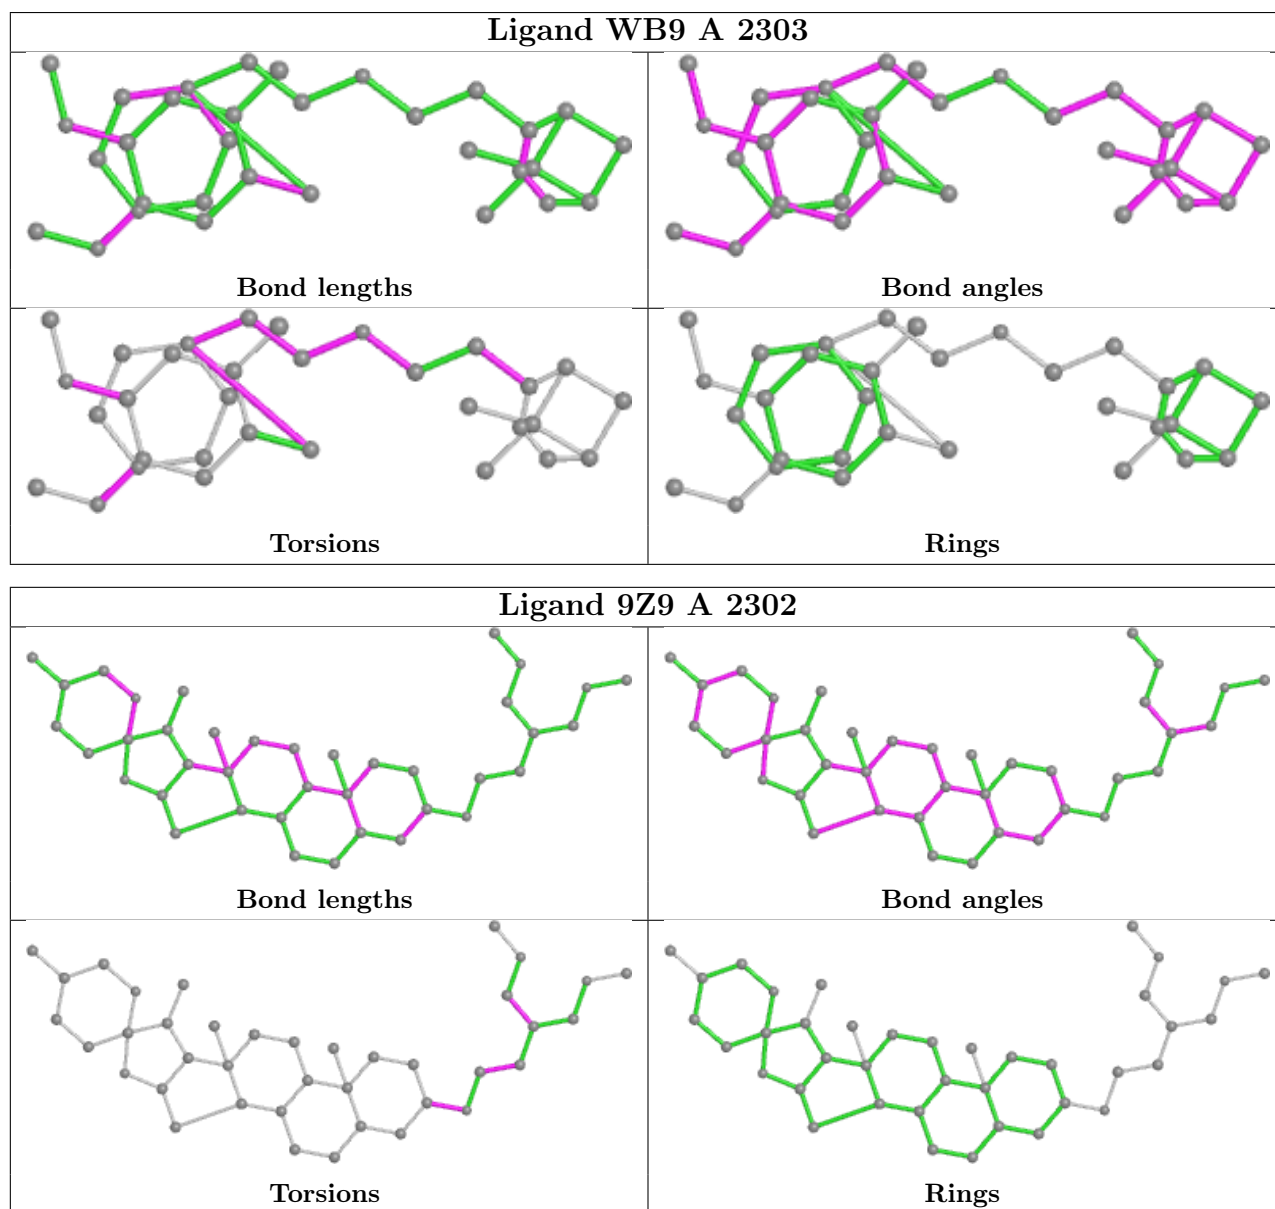 Ligand WB9 A 2303
Bond lengths
Bond angles
Torsions
Rings
Ligand 9Z9 A 2302
Bond lengths
Bond angles
Torsions
Rings